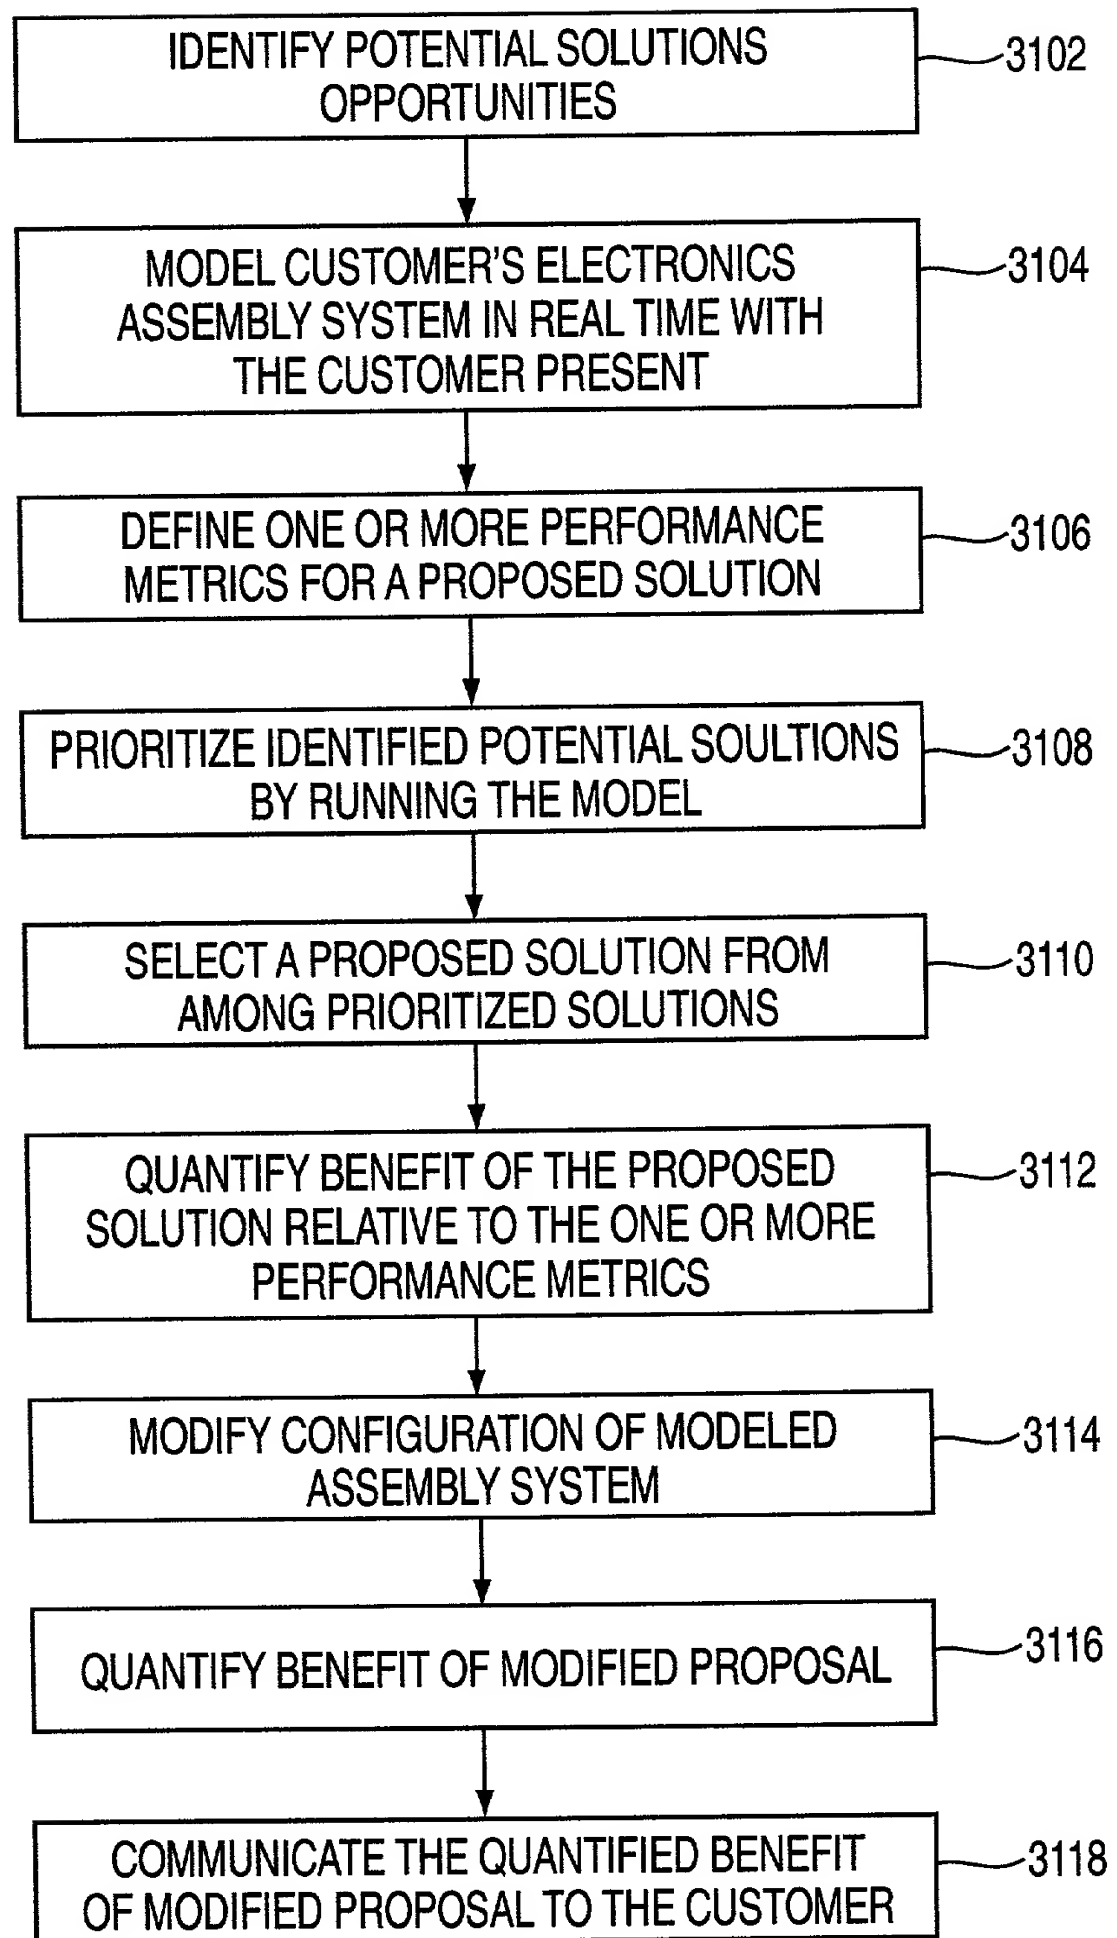 IDENTIFY POTENTIAL SOLUTIONS
OPPORTUNITIES
3102
MODEL CUSTOMER'S ELECTRONICS
ASSEMBLY SYSTEM IN REAL TIME WITH
THE CUSTOMER PRESENT
3104
DEFINE ONE OR MORE PERFORMANCE
METRICS FOR A PROPOSED SOLUTION
3106
PRIORITIZE IDENTIFIED POTENTIAL SOULTIONS
BY RUNNING THE MODEL
3108
SELECT A PROPOSED SOLUTION FROM
AMONG PRIORITIZED SOLUTIONS
3110
QUANTIFY BENEFIT OF THE PROPOSED
SOLUTION RELATIVE TO THE ONE OR MORE
PERFORMANCE METRICS
3112
MODIFY CONFIGURATION OF MODELED
ASSEMBLY SYSTEM
3114
QUANTIFY BENEFIT OF MODIFIED PROPOSAL
3116
COMMUNICATE THE QUANTIFIED BENEFIT
OF MODIFIED PROPOSAL TO THE CUSTOMER
3118